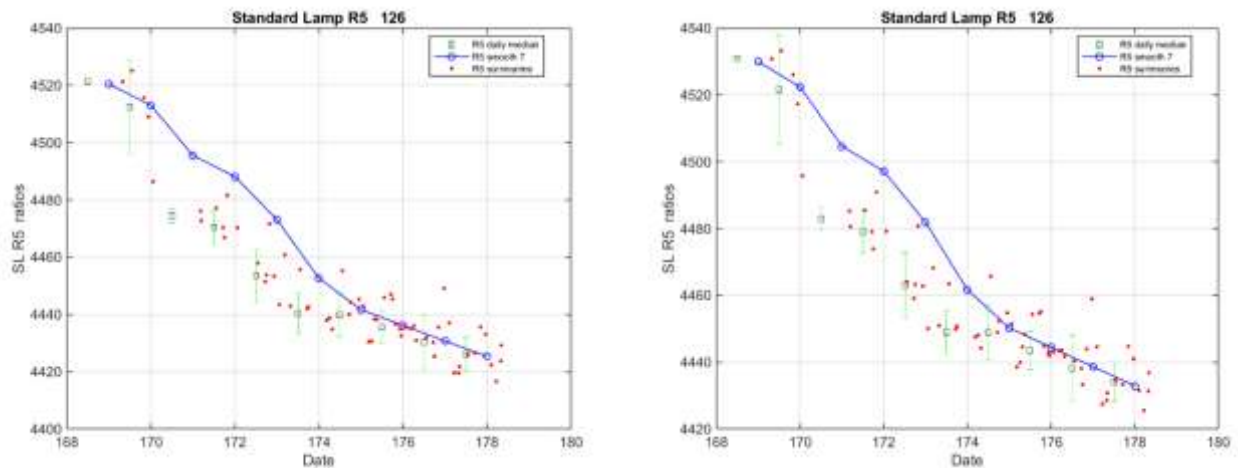 Standard Lamp R5 126
4540
4520
4500
4480
4460
4440
4420
4400
SL R5 ratios
R5 daily median
R5 smooth 7
R5 summaries
168
170
172
174
176
178
180
Date
Standard Lamp R5 126
4540
4520
4500
4480
4460
4440
4420
SL R5 ratios
R5 daily median
R5 smooth 7
R5 summaries
168
170
172
174
176
178
180
Date